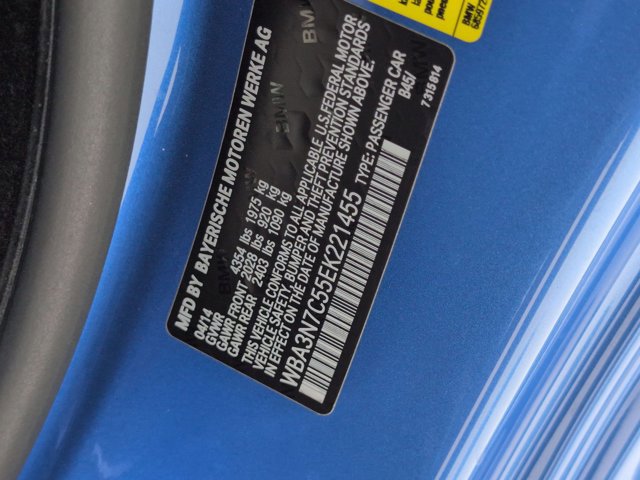 MFD BY BAYERISCHE MOTOREN WERKE AG
04/14
GVWR 4354 lbs 1975 kg
GAWR FRONT 2028 lbs 920 kg
GAWR REAR 2403 lbs 1090 kg
THIS VEHICLE CONFORMS TO ALL APPLICABLE U.S. FEDERAL MOTOR
VEHICLE SAFETY, BUMPER AND THEFT PREVENTION STANDARDS
IN EFFECT ON THE DATE OF MANUFACTURE SHOWN ABOVE.
WBA3N7C55EK221455 TYPE: PASSENGER CAR
B45/
7315814
BMW